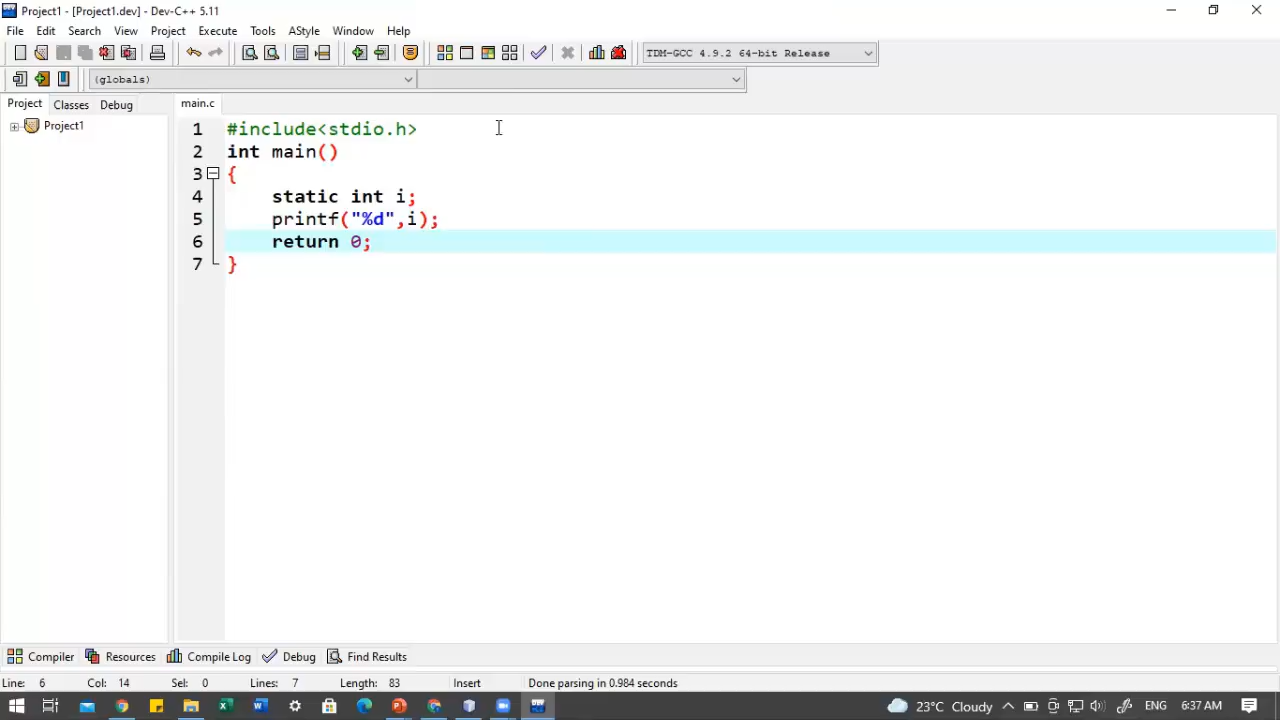 Project1 - [Project1.dev] - Dev-C++ 5.11
File Edit Search View Project Execute Tools AStyle Window Help
TDM-GCC 4.9.2 64-bit Release
(globals)
Project Classes Debug main.c
Project1
1 #include<stdio.h>
2 int main()
3 {
4 static int i;
5 printf("%d",i);
6 return 0;
7 }
Compiler Resources Compile Log Debug Find Results
Line: 6 Col: 14 Sel: 0 Lines: 7 Length: 83 Insert Done parsing in 0.984 seconds
23°C Cloudy ENG 6:37 AM